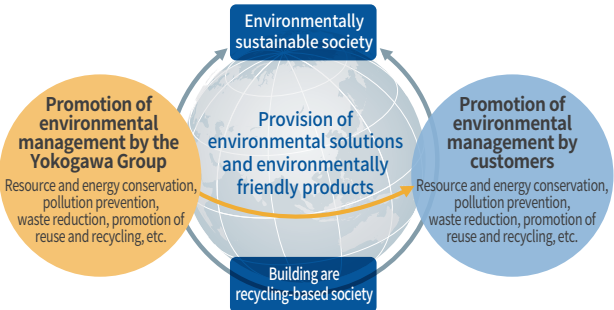 Environmentally
sustainable society
Promotion of
environmental
management by the
Yokogawa Group
Resource and energy conservation,
pollution prevention,
waste reduction, promotion of
reuse and recycling, etc.
Provision of
environmental solutions
and environmentally
friendly products
Promotion of
environmental
management by
customers
Resource and energy conservation,
pollution prevention,
waste reduction, promotion of
reuse and recycling, etc.
Building are
recycling-based society